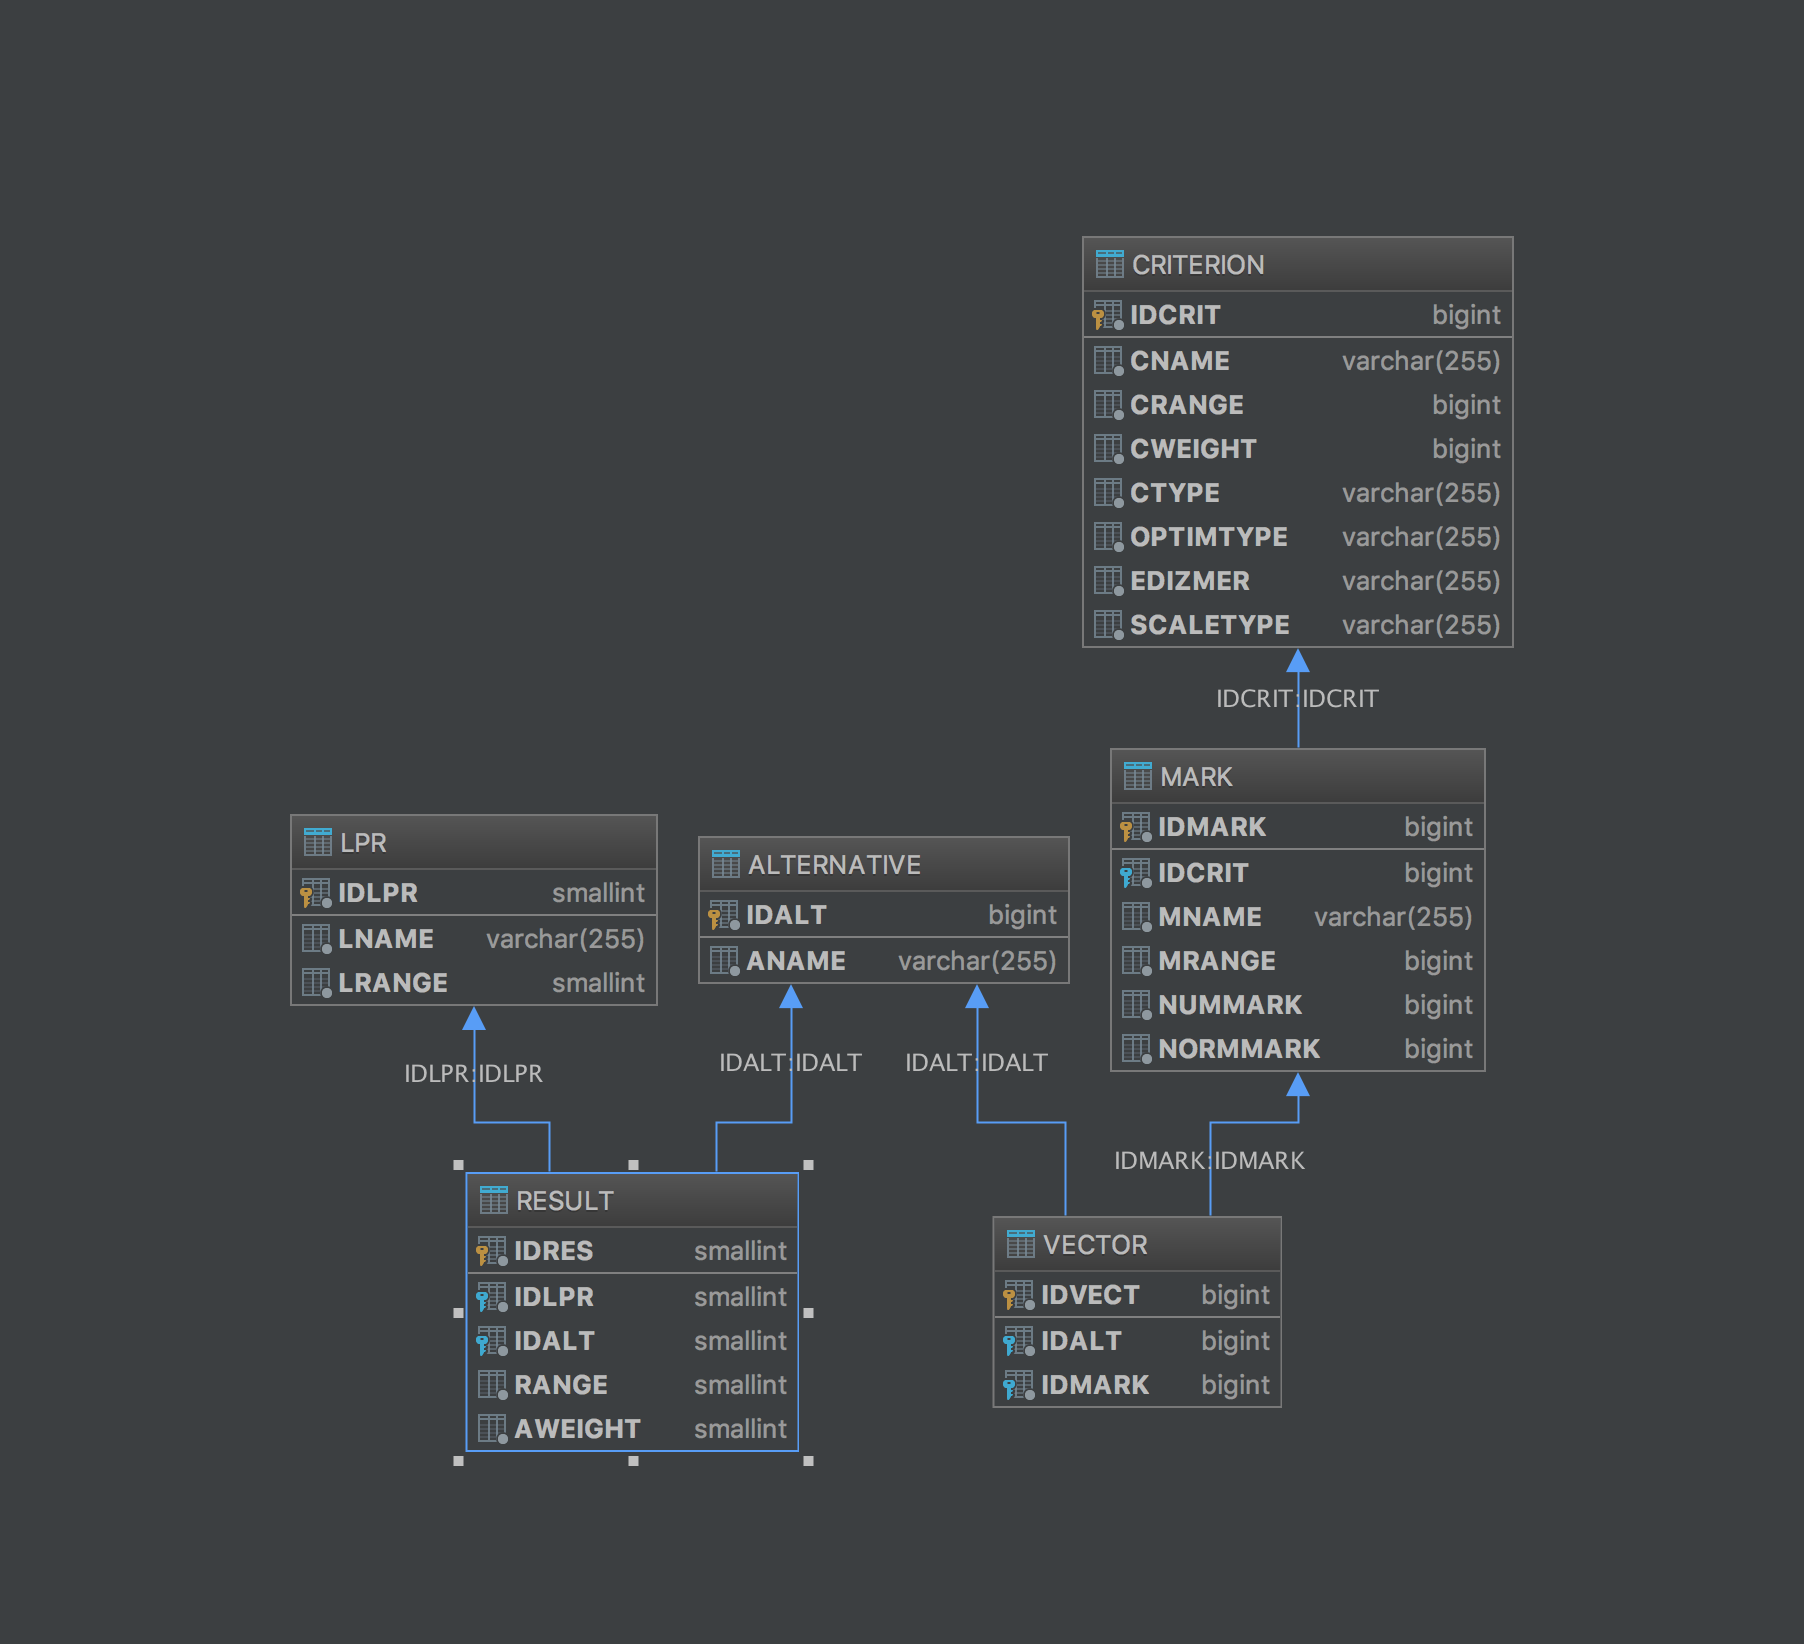 CRITERION
IDCRIT bigint
CNAME varchar(255)
CRANGE bigint
CWEIGHT bigint
CTYPE varchar(255)
OPTIMTYPE varchar(255)
EDIZMER varchar(255)
SCALETYPE varchar(255)
IDCRIT:IDCRIT
MARK
IDMARK bigint
IDCRIT bigint
MNAME varchar(255)
MRANGE bigint
NUMMARK bigint
NORMMARK bigint
LPR
IDLPR smallint
LNAME varchar(255)
LRANGE smallint
ALTERNATIVE
IDALT bigint
ANAME varchar(255)
IDLPR:IDLPR
IDALT:IDALT
IDALT:IDALT
IDMARK:IDMARK
RESULT
IDRES smallint
IDLPR smallint
IDALT smallint
RANGE smallint
AWEIGHT smallint
VECTOR
IDVECT bigint
IDALT bigint
IDMARK bigint